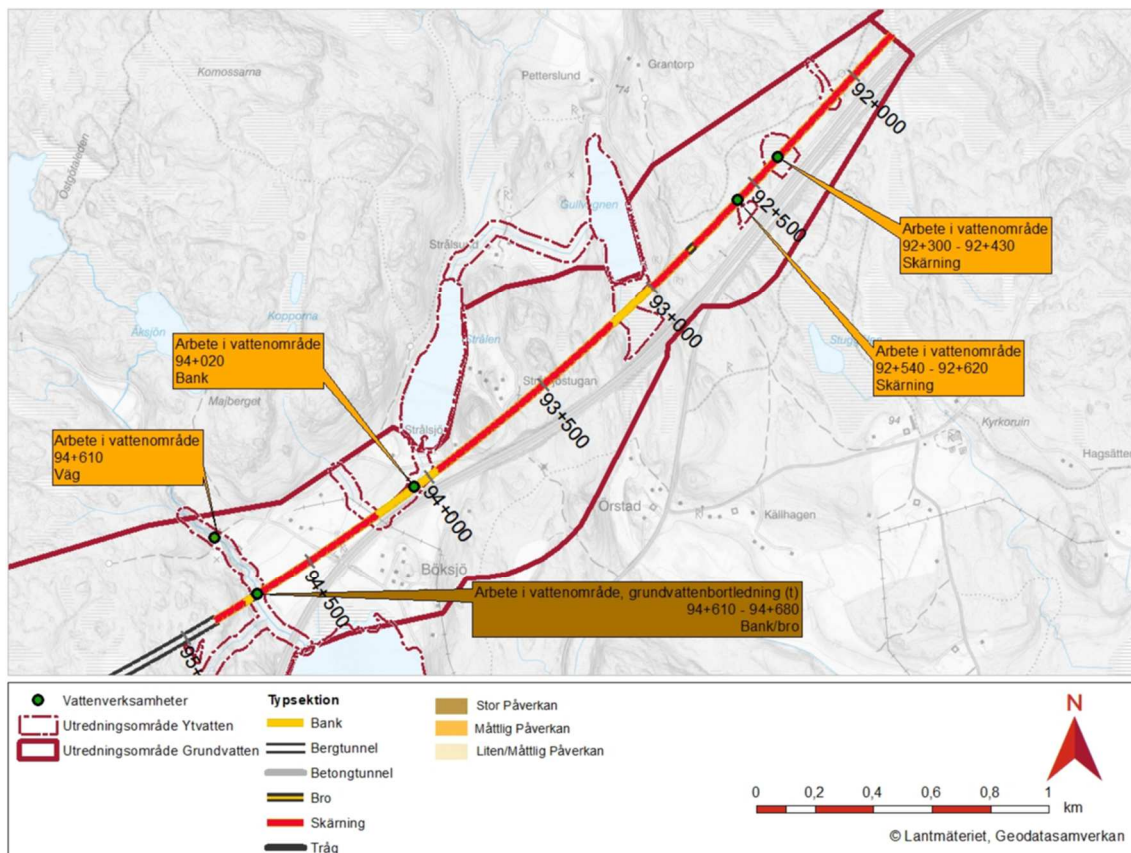 Komossarna
Petterslund
Grantorp
74
Östgötaleden
Gullvagnen
Strålsund
Kopporna
Åksjön
Strålen
92+000
92+500
93+000
93+500
94+000
94+500
Arbete i vattenområde
92+300 - 92+430
Skärning
Arbete i vattenområde
92+540 - 92+620
Skärning
Arbete i vattenområde
94+020
Bank
Majberget
Arbete i vattenområde
94+610
Väg
94
Kyrkoruin
Hagsätter
Örstad
Källhagen
Böksjö
Arbete i vattenområde, grundvattenbortledning (t)
94+610 - 94+680
Bank/bro
Vattenverksamheter
Utredningsområde Ytvatten
Utredningsområde Grundvatten
Typsektion
Bank
Bergtunnel
Betongtunnel
Bro
Skärning
Tråg
Stor Påverkan
Måttlig Påverkan
Liten/Måttlig Påverkan
N
0 0,2 0,4 0,6 0,8 1
km
© Lantmäteriet, Geodatasamverkan